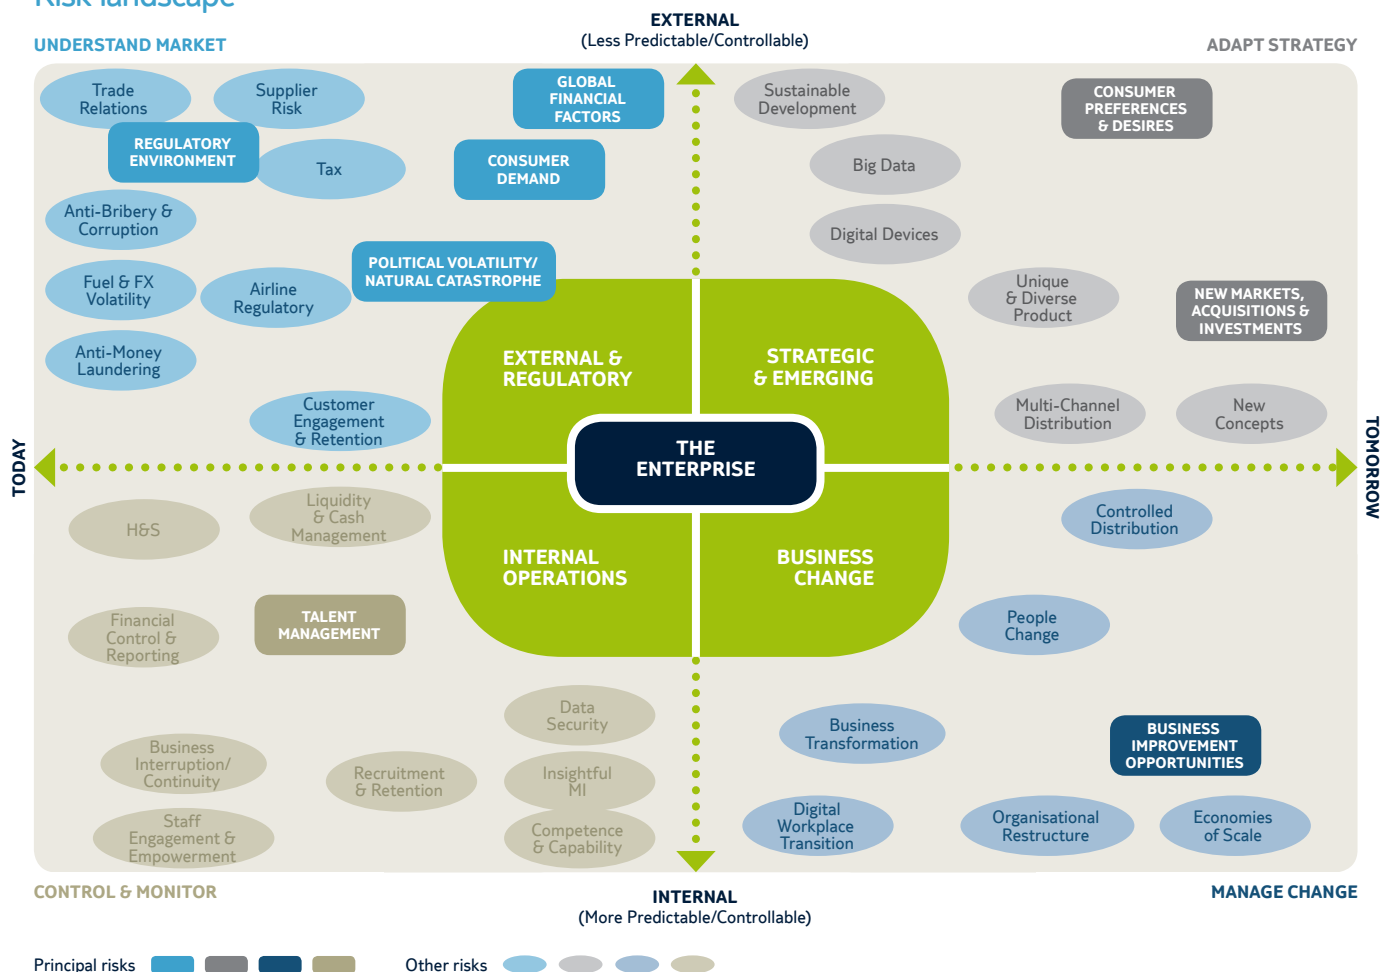 Risk landscape
EXTERNAL
(Less Predictable/Controllable)
UNDERSTAND MARKET
ADAPT STRATEGY
Trade
Relations
Supplier
Risk
GLOBAL
FINANCIAL
FACTORS
REGULATORY
ENVIRONMENT
Tax
CONSUMER
DEMAND
Anti-Bribery &
Corruption
POLITICAL VOLATILITY/
NATURAL CATASTROPHE
Fuel & FX
Volatility
Airline
Regulatory
Anti-Money
Laundering
Customer
Engagement
& Retention
Sustainable
Development
CONSUMER
PREFERENCES
& DESIRES
Big Data
Digital Devices
Unique
& Diverse
Product
NEW MARKETS,
ACQUISITIONS &
INVESTMENTS
Multi-Channel
Distribution
New
Concepts
EXTERNAL &
REGULATORY
STRATEGIC
& EMERGING
THE
ENTERPRISE
INTERNAL
OPERATIONS
BUSINESS
CHANGE
TODAY
TOMORROW
H&S
Liquidity
& Cash
Management
Financial
Control &
Reporting
TALENT
MANAGEMENT
Data
Security
Business
Interruption/
Continuity
Recruitment
& Retention
Insightful
MI
Staff
Engagement &
Empowerment
Competence
& Capability
Controlled
Distribution
People
Change
Business
Transformation
BUSINESS
IMPROVEMENT
OPPORTUNITIES
Digital
Workplace
Transition
Organisational
Restructure
Economies
of Scale
CONTROL & MONITOR
INTERNAL
(More Predictable/Controllable)
MANAGE CHANGE
Principal risks
Other risks